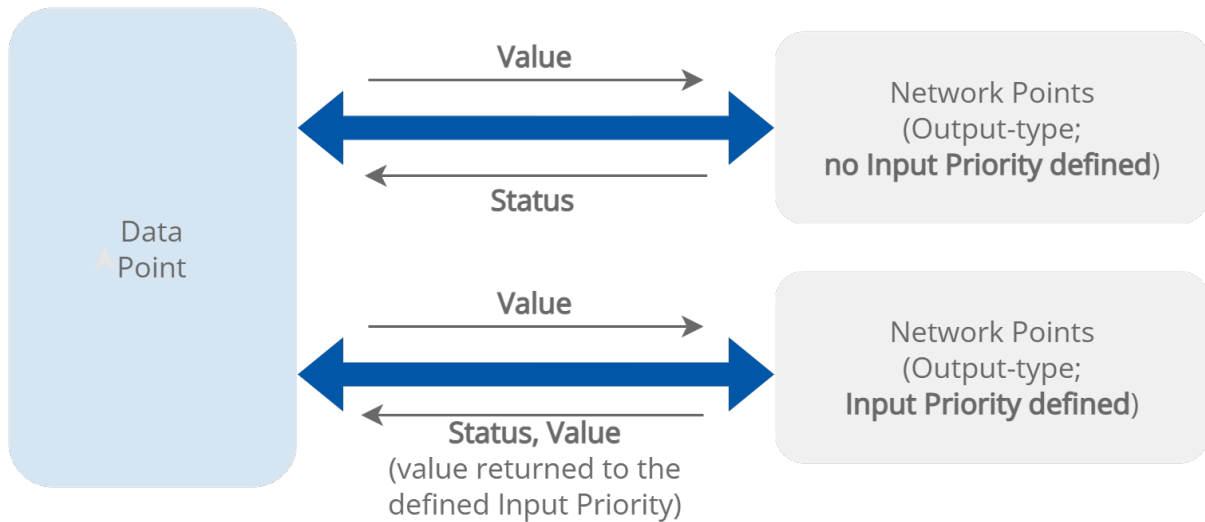 Data
Point
Value
Status
Network Points
(Output-type;
no Input Priority defined)
Value
Status, Value
(value returned to the
defined Input Priority)
Network Points
(Output-type;
Input Priority defined)